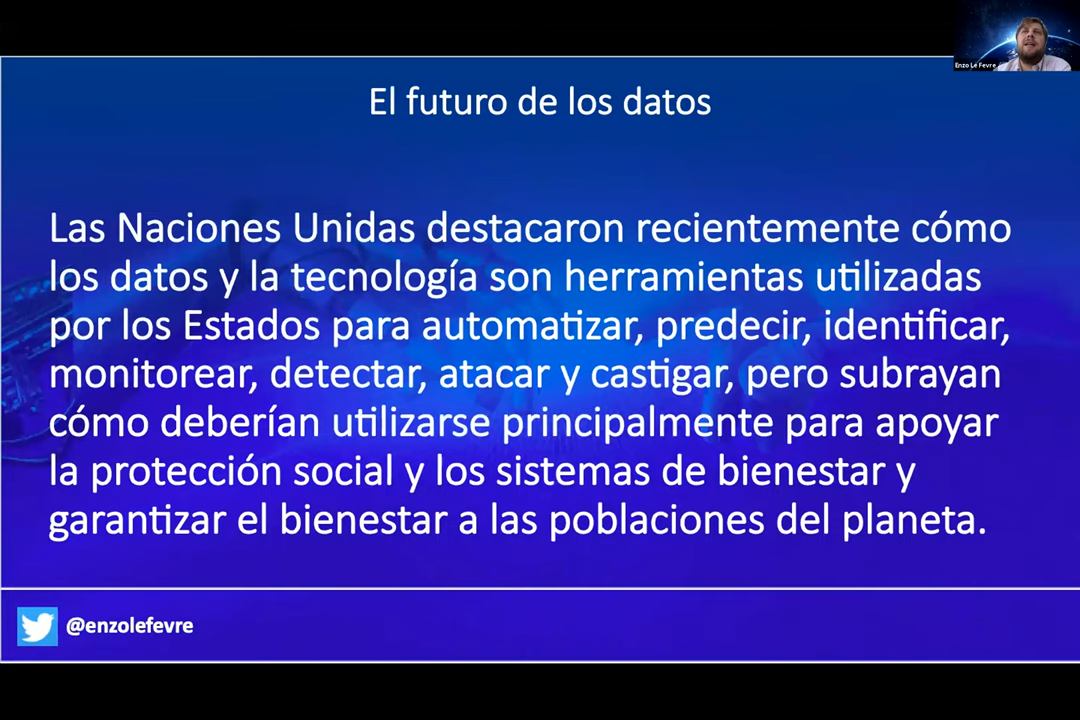 Enzo Le Fevre
El futuro de los datos
Las Naciones Unidas destacaron recientemente cómo
los datos y la tecnología son herramientas utilizadas
por los Estados para automatizar, predecir, identificar,
monitorear, detectar, atacar y castigar, pero subrayan
cómo deberían utilizarse principalmente para apoyar
la protección social y los sistemas de bienestar y
garantizar el bienestar a las poblaciones del planeta.
@enzolefevre